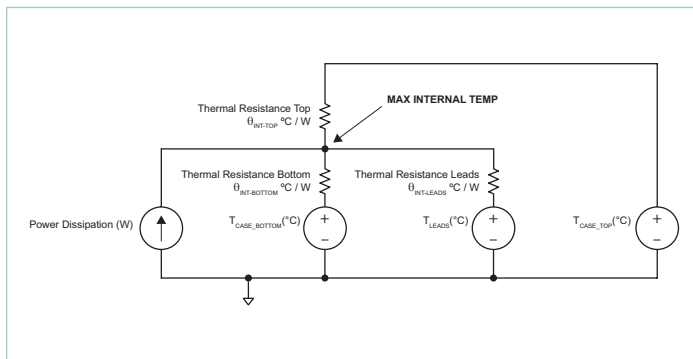 MAX INTERNAL TEMP
Thermal Resistance Top
θINT-TOP ºC / W
Thermal Resistance Bottom
θINT-BOTTOM ºC / W
Thermal Resistance Leads
θINT-LEADS ºC / W
Power Dissipation (W)
TCASE_BOTTOM(°C)
+
–
TLEADS(°C)
+
–
TCASE_TOP(°C)
+
–